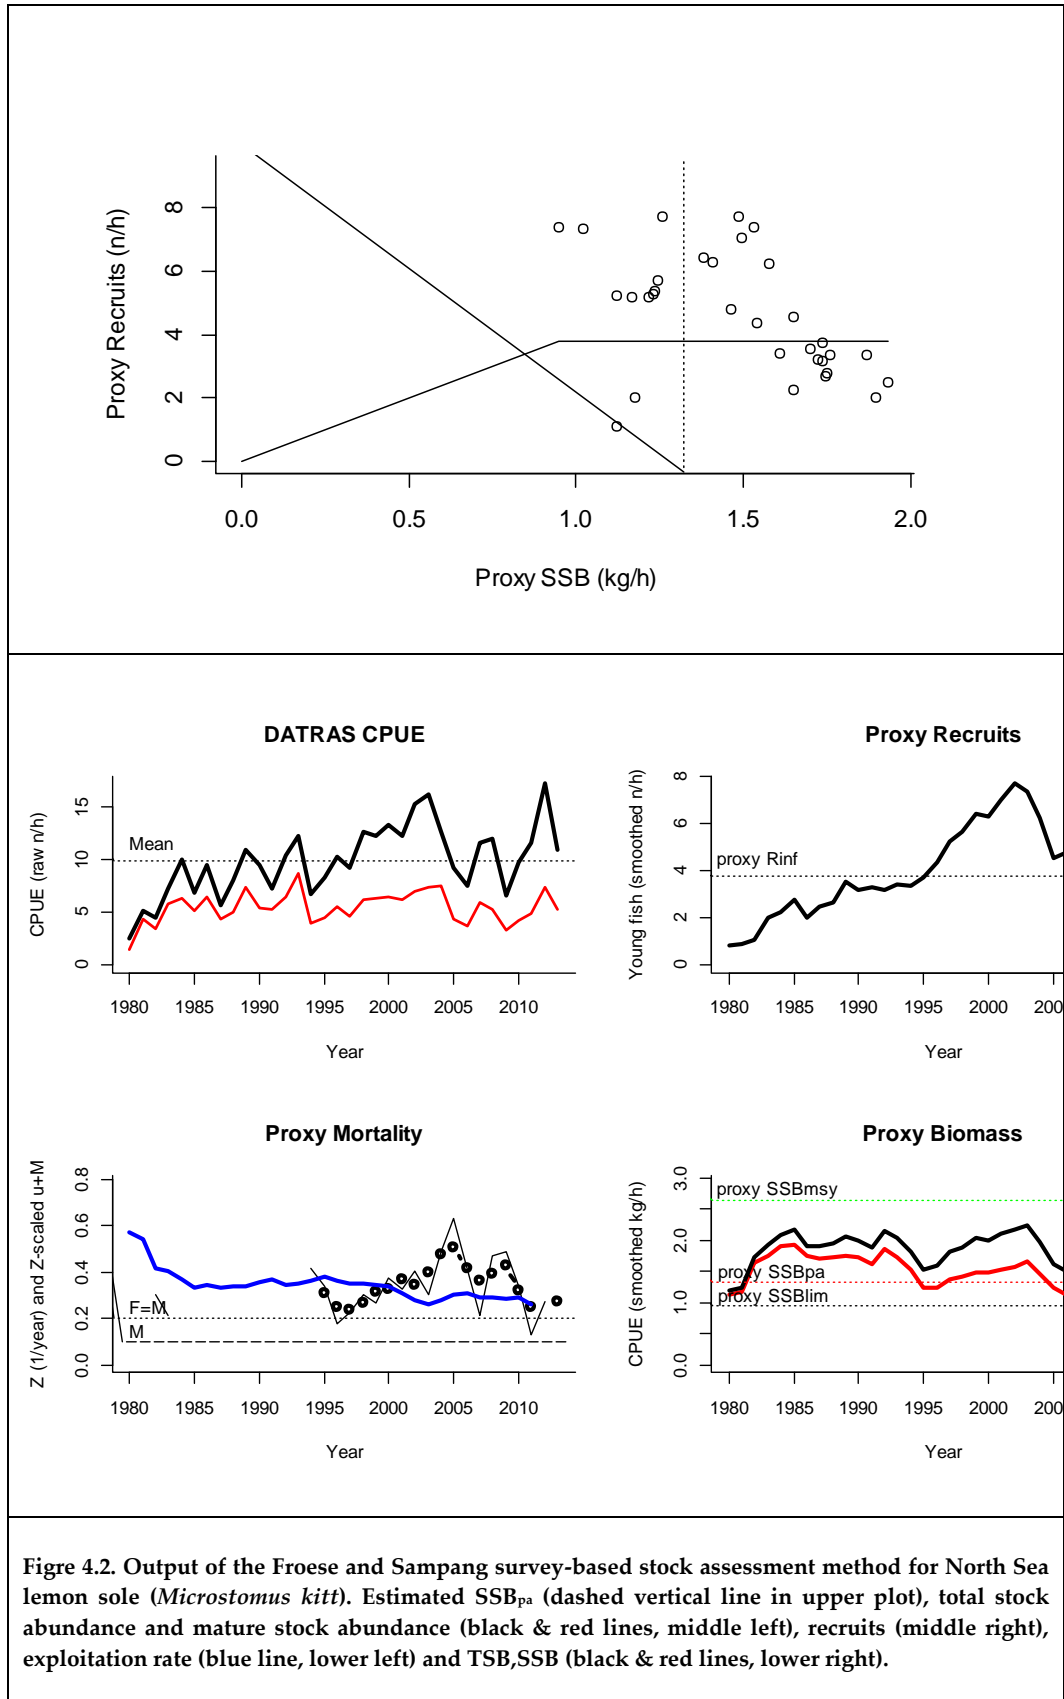 Proxy Recruits (n/h)
8
6
4
2
0
0.0 0.5 1.0 1.5 2.0
Proxy SSB (kg/h)
DATRAS CPUE
CPUE (raw n/h)
15
10
5
0
Mean
1980 1985 1990 1995 2000 2005 2010
Year
Proxy Recruits
Young fish (smoothed n/h)
8
6
4
2
0
proxy Rinf
1980 1985 1990 1995 2000 200
Year
Proxy Mortality
Z (1/year) and Z-scaled u+M
0.8
0.6
0.4
0.2
0.0
F=M
M
1980 1985 1990 1995 2000 2005 2010
Year
Proxy Biomass
CPUE (smoothed kg/h)
3.0
2.0
1.0
0.0
proxy SSBmsy
proxy SSBpa
proxy SSBlim
1980 1985 1990 1995 2000 200
Year
Figre 4.2. Output of the Froese and Sampang survey-based stock assessment method for North Sea
lemon sole (Microstomus kitt). Estimated SSBpa (dashed vertical line in upper plot), total stock
abundance and mature stock abundance (black & red lines, middle left), recruits (middle right),
exploitation rate (blue line, lower left) and TSB,SSB (black & red lines, lower right).